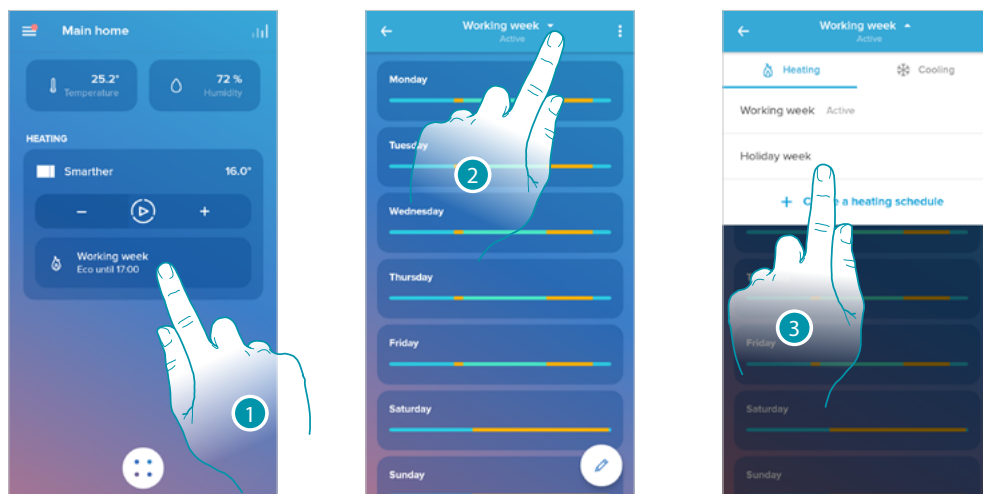 Main home
25.2°
Temperature
72 %
Humidity
HEATING
Smarther 16.0°
Working week
Eco until 17:00
1
Working week
Active
Monday
Tuesday
Wednesday
Thursday
Friday
Saturday
Sunday
2
Working week
Active
Heating
Cooling
Working week Active
Holiday week
+ a heating schedule
Friday
Saturday
Sunday
3